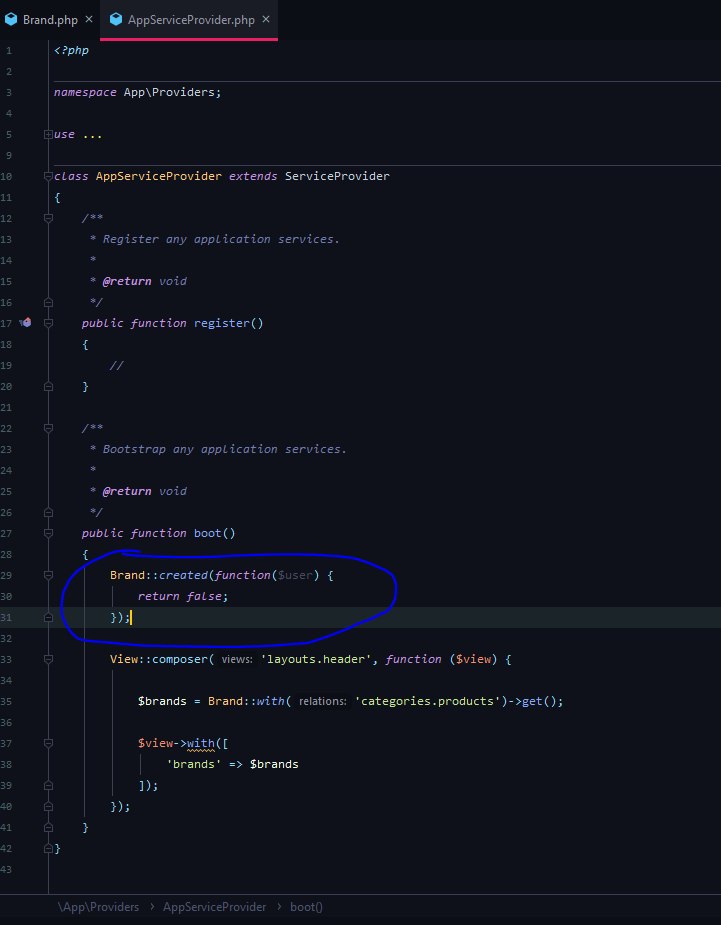 Brand.php × AppServiceProvider.php ×
1 <?php
2
3 namespace App\Providers;
4
5 use ...
9
10 class AppServiceProvider extends ServiceProvider
11 {
12 /**
13 * Register any application services.
14 *
15 * @return void
16 */
17 public function register()
18 {
19 //
20 }
21
22 /**
23 * Bootstrap any application services.
24 *
25 * @return void
26 */
27 public function boot()
28 {
29 Brand::created(function($user) {
30 return false;
31 });
32
33 View::composer( views: 'layouts.header', function ($view) {
34
35 $brands = Brand::with( relations: 'categories.products')->get();
36
37 $view->with([
38 'brands' => $brands
39 ]);
40 });
41 }
42 }
43
\App\Providers › AppServiceProvider › boot()